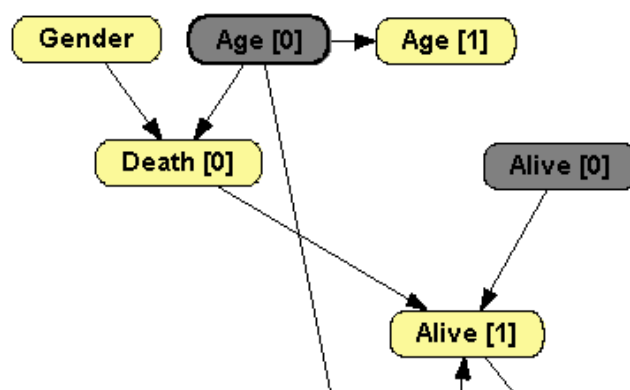 Gender
Age [0]
Age [1]
Death [0]
Alive [0]
Alive [1]